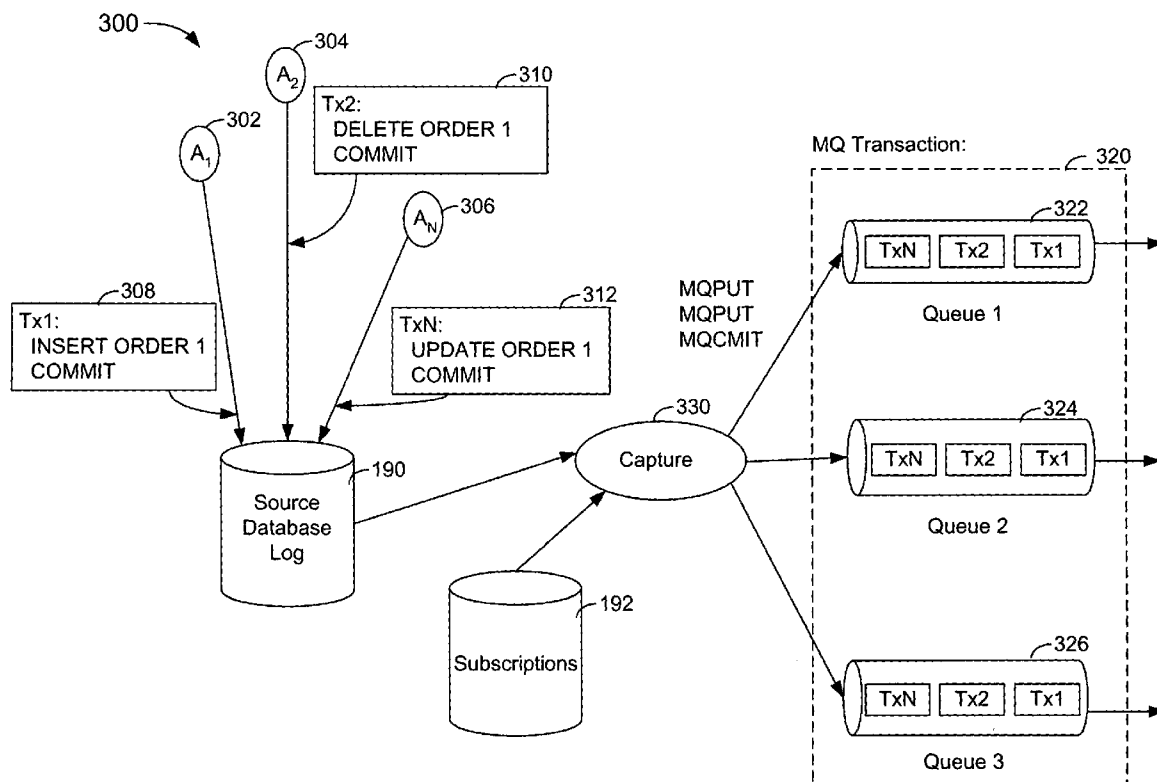 300
304
A2
310
Tx2:
DELETE ORDER 1
COMMIT
302
A1
306
AN
MQ Transaction:
320
322
TxN Tx2 Tx1
Queue 1
308
Tx1:
INSERT ORDER 1
COMMIT
312
TxN:
UPDATE ORDER 1
COMMIT
MQPUT
MQPUT
MQCMIT
330
Capture
324
TxN Tx2 Tx1
Queue 2
190
Source
Database
Log
192
Subscriptions
326
TxN Tx2 Tx1
Queue 3